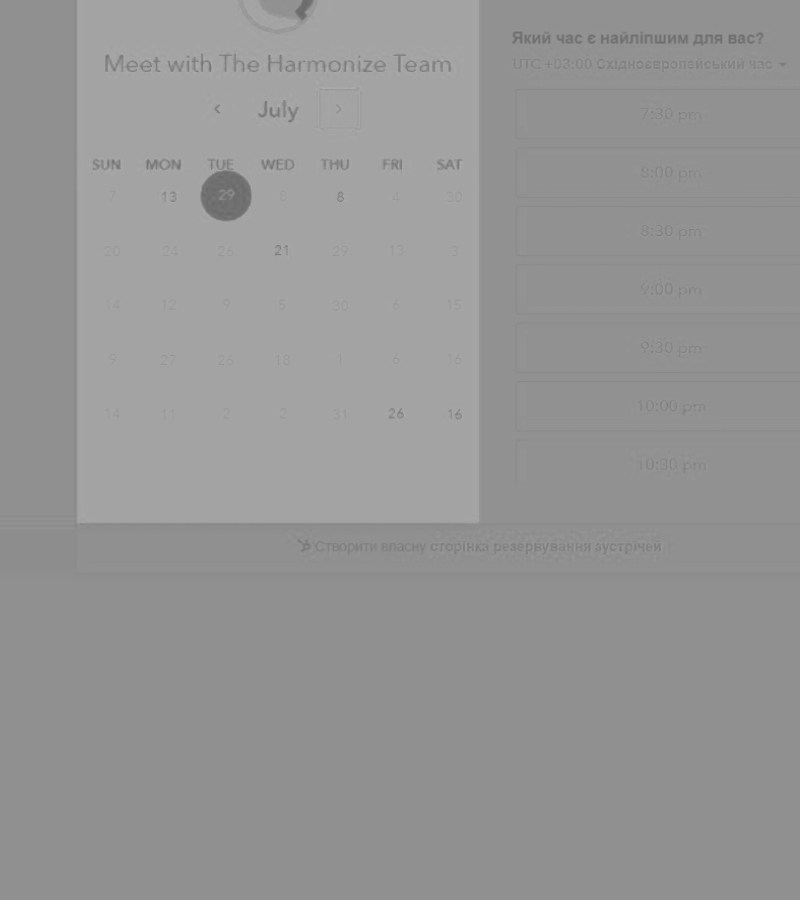 Meet with The Harmonize Team
July
SUN MON TUE WED THU FRI SAT
7 13 29 8 8 4 30
20 24 26 21 29 13 3
14 12 9 5 30 6 15
9 27 26 18 1 6 16
14 11 2 2 31 26 16
Який час є найліпшим для вас?
UTC +03:00 Східноєвропейський час
7:30 pm
8:00 pm
8:30 pm
9:00 pm
9:30 pm
10:00 pm
10:30 pm
Створити власну сторінка резервування зустрічей